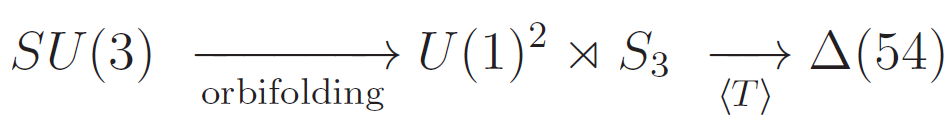 SU(3) ⟶ U(1)² ⋊ S₃ ⟶ Δ(54)
orbifolding ⟨T⟩